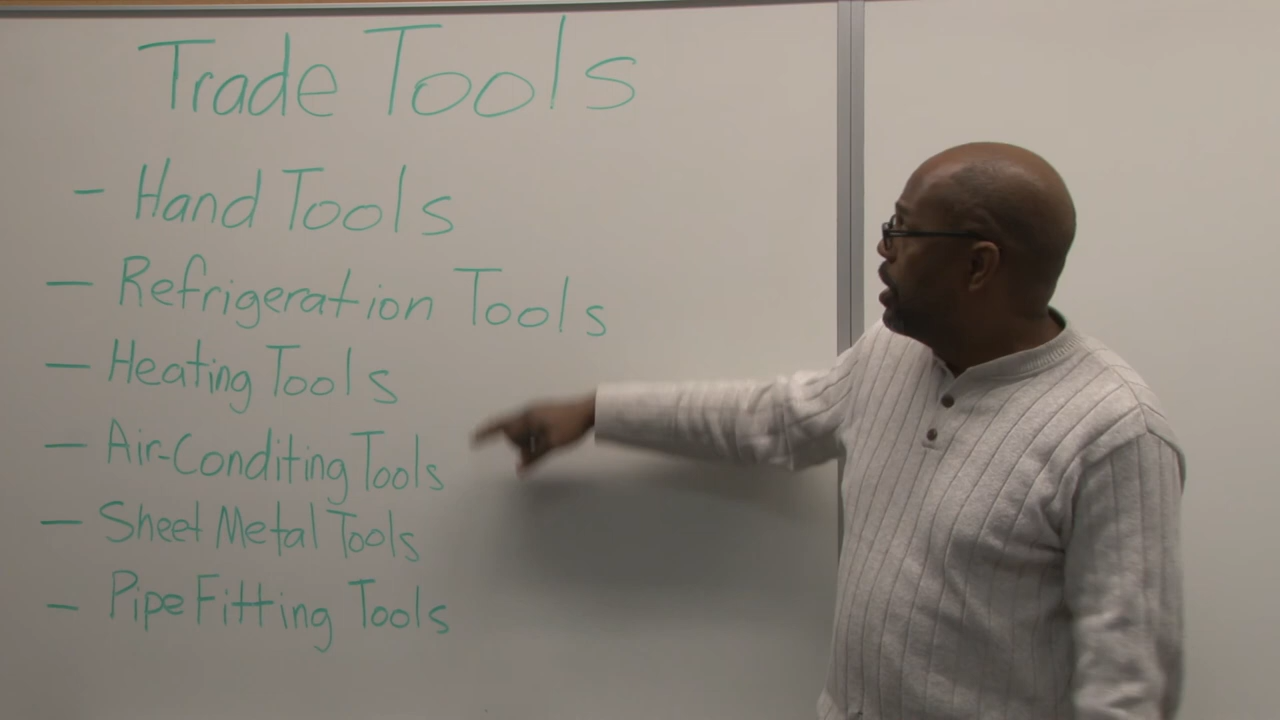 Trade Tools
- Hand Tools
- Refrigeration Tools
- Heating Tools
- Air-Conditing Tools
- Sheet Metal Tools
- Pipe Fitting Tools